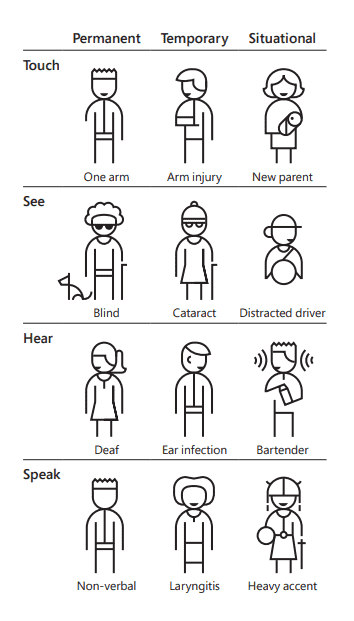 Permanent Temporary Situational
Touch
One arm Arm injury New parent
See
Blind Cataract Distracted driver
Hear
Deaf Ear infection Bartender
Speak
Non-verbal Laryngitis Heavy accent